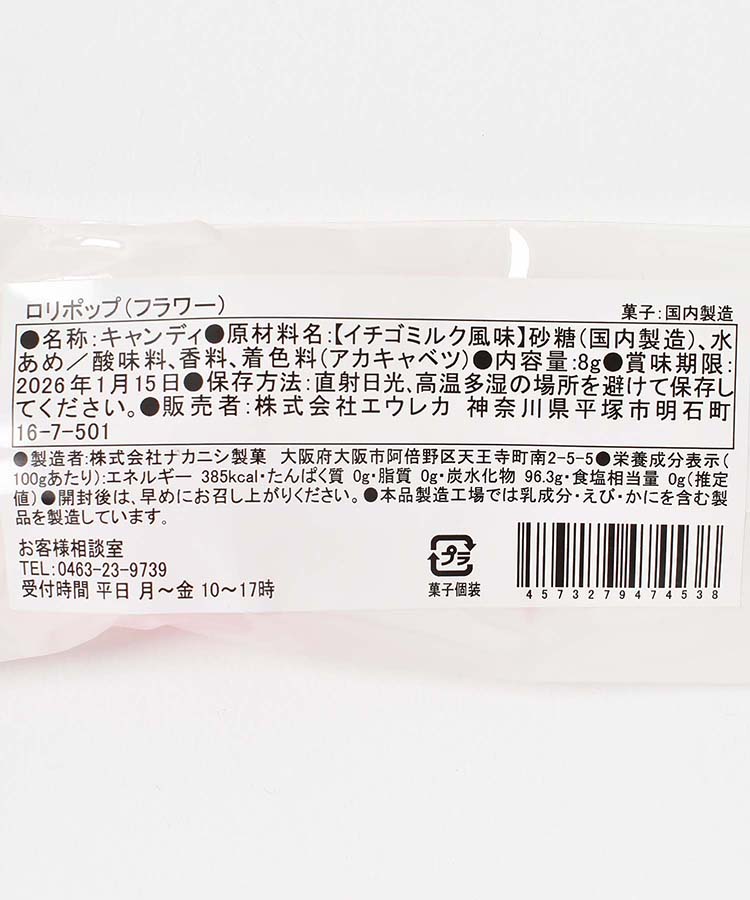 ロリポップ(フラワー)
菓子:国内製造
●名称:キャンディ●原材料名:【イチゴミルク風味】砂糖(国内製造)、水
あめ／酸味料、香料、着色料(アカキャベツ)●内容量:8g●賞味期限:
2026年1月15日●保存方法:直射日光、高温多湿の場所を避けて保存し
てください。●販売者:株式会社エウレカ 神奈川県平塚市明石町
16-7-501
●製造者:株式会社ナカニシ製菓 大阪府大阪市阿倍野区天王寺町南2-5-5●栄養成分表示(
100gあたり):エネルギー 385kcal・たんぱく質 0g・脂質 0g・炭水化物 96.3g・食塩相当量 0g(推定
値)●開封後は、早めにお召し上がりください。●本品製造工場では乳成分・えび・かにを含む製
品を製造しています。
お客様相談室
TEL:0463-23-9739
受付時間 平日 月～金 10～17時
プラ
菓子個装
4573279474538